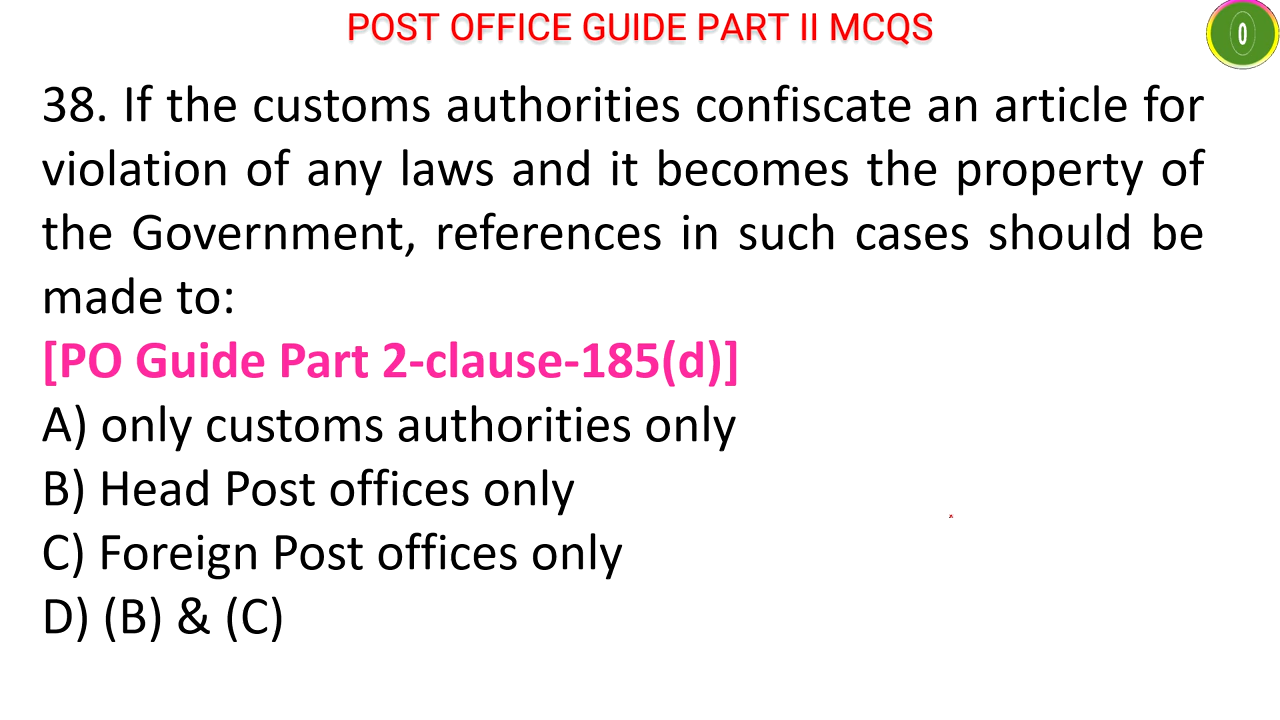 POST OFFICE GUIDE PART II MCQS
0
38. If the customs authorities confiscate an article for
violation of any laws and it becomes the property of
the Government, references in such cases should be
made to:
[PO Guide Part 2-clause-185(d)]
A) only customs authorities only
B) Head Post offices only
C) Foreign Post offices only
D) (B) & (C)